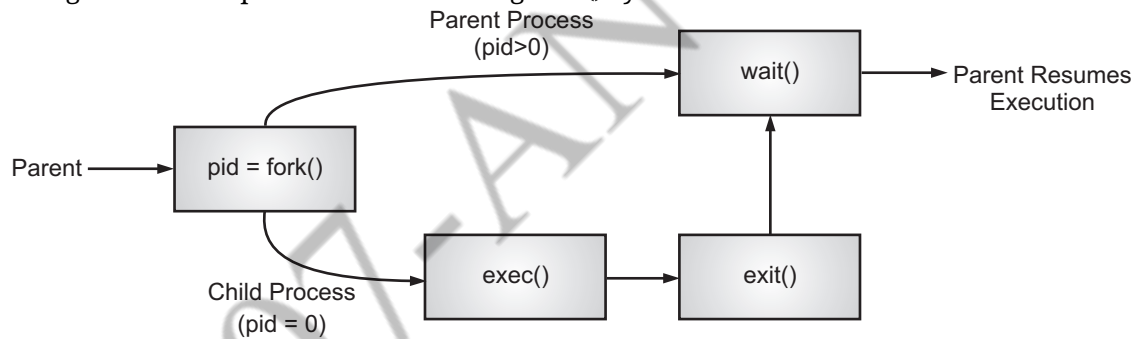 Parent Process
(pid>0)
wait()
Parent Resumes
Execution
Parent
pid = fork()
exec()
exit()
Child Process
(pid = 0)